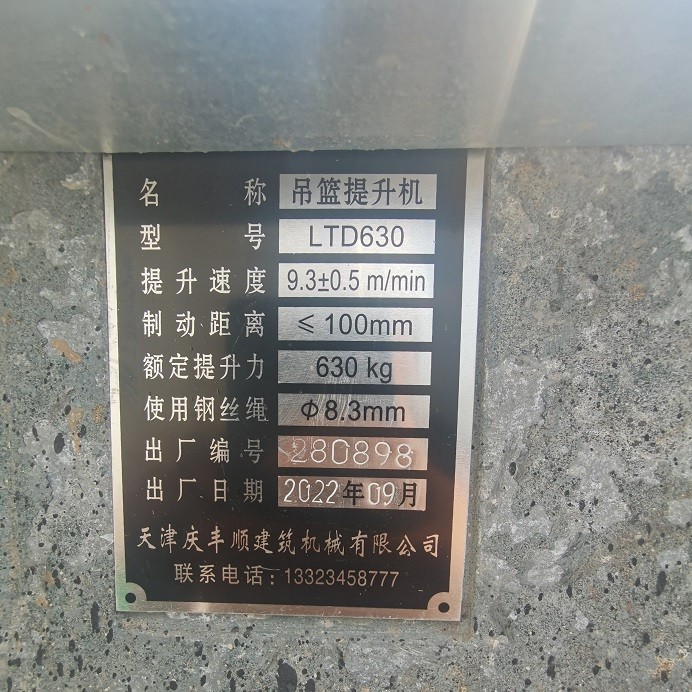 名称 吊篮提升机
型号 LTD630
提升速度 9.3±0.5 m/min
制动距离 ≤100mm
额定提升力 630 kg
使用钢丝绳 Φ8.3mm
出厂编号 280898
出厂日期 2022年09月
天津庆丰顺建筑机械有限公司
联系电话：13323458777